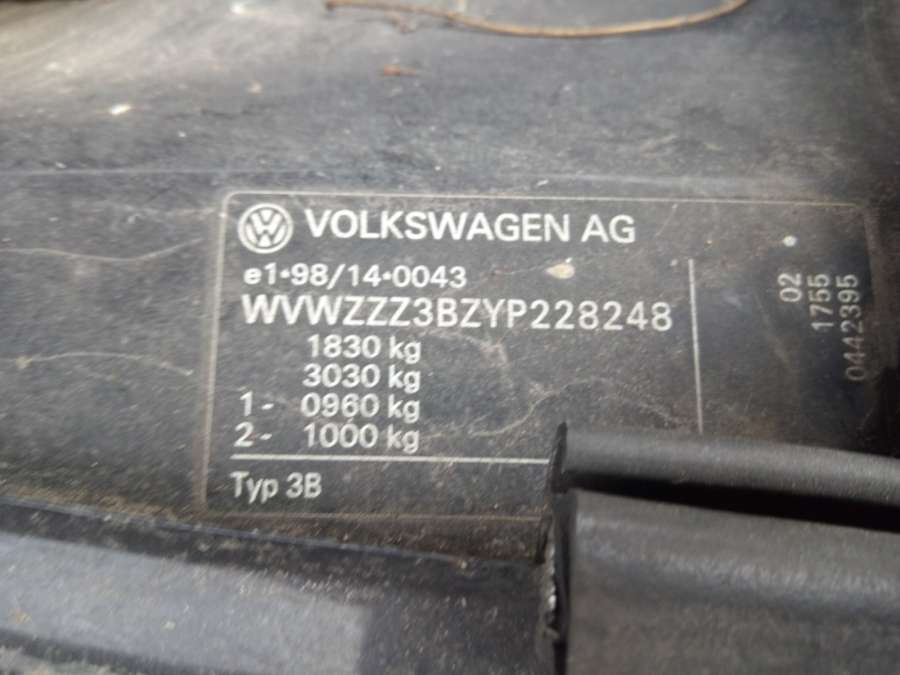 VOLKSWAGEN AG
e1•98/14•0043
WVWZZZ3BZYP228248
1830 kg
3030 kg
1- 0960 kg
2- 1000 kg
Typ 3B
02
1755
0442395